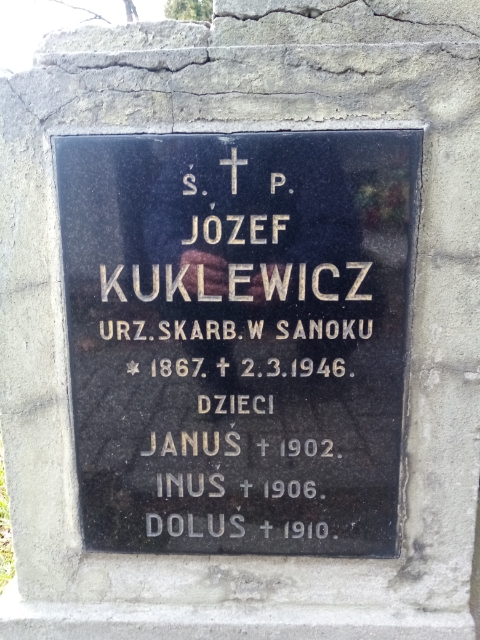 Ś. † P.
JÓZEF
KUKLEWICZ
URZ. SKARB. W SANOKU
* 1867. † 2.3.1946.
DZIECI
JANUŚ † 1902.
INUŚ † 1906.
DOLUŚ † 1910.